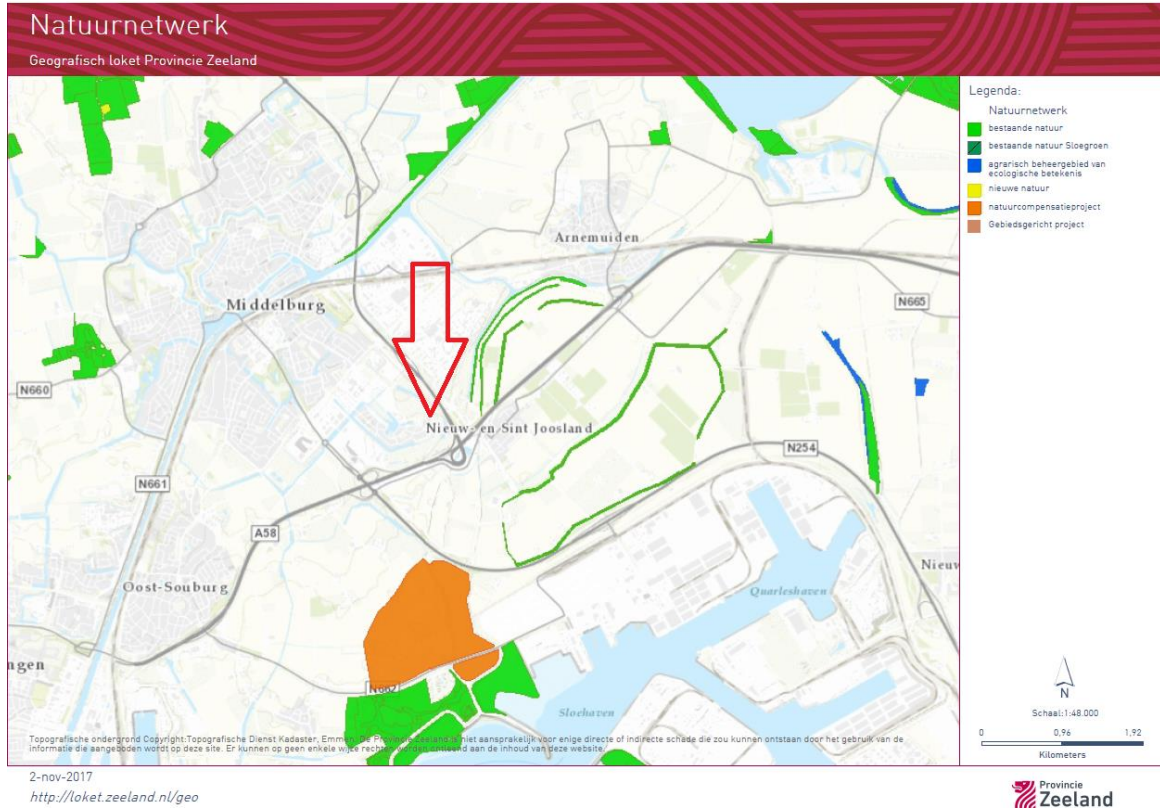 Natuurnetwerk
Geografisch loket Provincie Zeeland
Legenda:
Natuurnetwerk
bestaande natuur
bestaande natuur Sloegroen
agrarisch beheergebied van
ecologische betekenis
nieuwe natuur
natuurcompensatieproject
Gebiedsgericht project
Arnemuiden
Middelburg
N665
N660
Nieuw- en Sint Joosland
N254
N661
A58
Nieuw
Oost-Souburg
Quarleshaven
ngen
N662
Sloehaven
N
Schaal:1:48.000
0 0,96 1,92
Kilometers
Topografische ondergrond Copyright:Topografische Dienst Kadaster, Emmen. De Provincie Zeeland is niet aansprakelijk voor enige directe of indirecte schade die zou kunnen ontstaan door het gebruik van de
informatie die aangeboden wordt op deze site. Er kunnen op geen enkele wijze rechten worden ontleend aan de inhoud van deze website.
2-nov-2017
http://loket.zeeland.nl/geo
Provincie
Zeeland